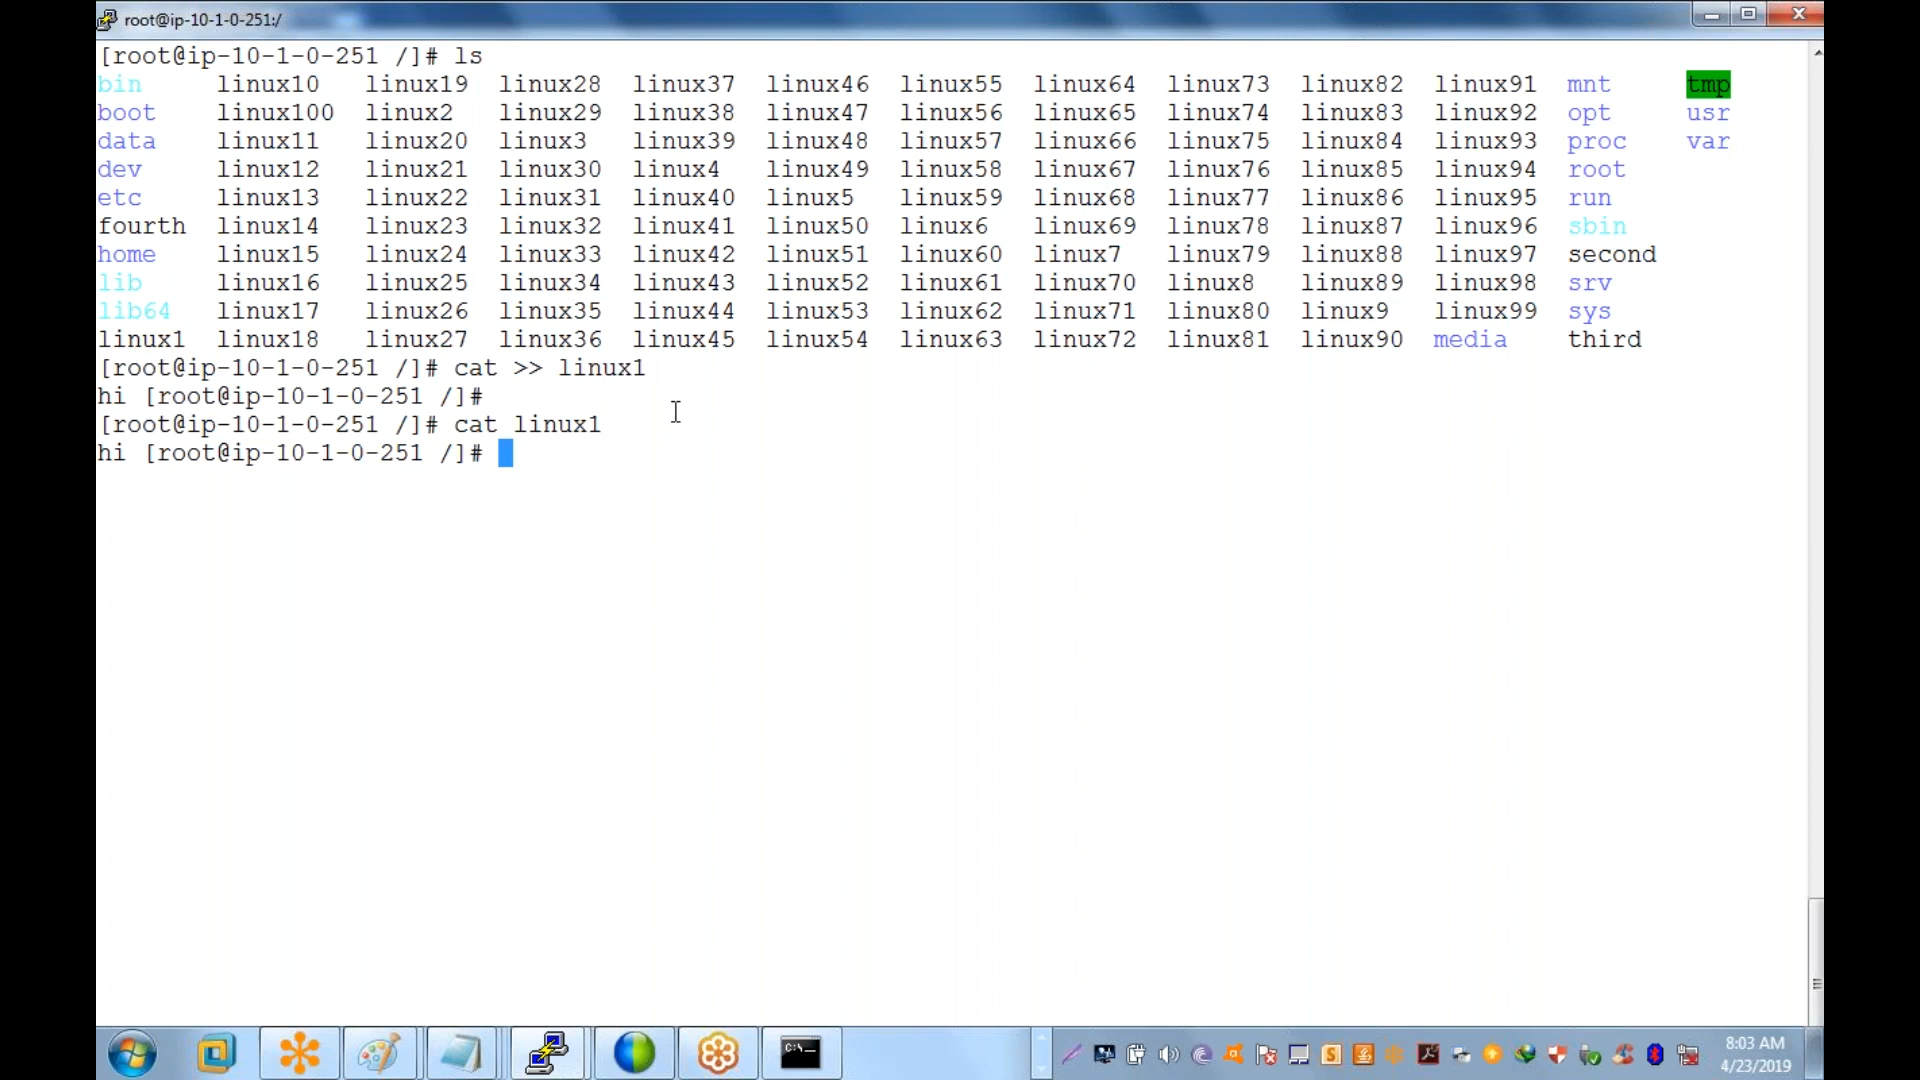 root@ip-10-1-0-251:/
[root@ip-10-1-0-251 /]# ls
bin linux10 linux19 linux28 linux37 linux46 linux55 linux64 linux73 linux82 linux91 mnt tmp
boot linux100 linux2 linux29 linux38 linux47 linux56 linux65 linux74 linux83 linux92 opt usr
data linux11 linux20 linux3 linux39 linux48 linux57 linux66 linux75 linux84 linux93 proc var
dev linux12 linux21 linux30 linux4 linux49 linux58 linux67 linux76 linux85 linux94 root
etc linux13 linux22 linux31 linux40 linux5 linux59 linux68 linux77 linux86 linux95 run
fourth linux14 linux23 linux32 linux41 linux50 linux6 linux69 linux78 linux87 linux96 sbin
home linux15 linux24 linux33 linux42 linux51 linux60 linux7 linux79 linux88 linux97 second
lib linux16 linux25 linux34 linux43 linux52 linux61 linux70 linux8 linux89 linux98 srv
lib64 linux17 linux26 linux35 linux44 linux53 linux62 linux71 linux80 linux9 linux99 sys
linux1 linux18 linux27 linux36 linux45 linux54 linux63 linux72 linux81 linux90 media third
[root@ip-10-1-0-251 /]# cat >> linux1
hi [root@ip-10-1-0-251 /]#
[root@ip-10-1-0-251 /]# cat linux1
hi [root@ip-10-1-0-251 /]#
C:\._
S
8:03 AM
4/23/2019